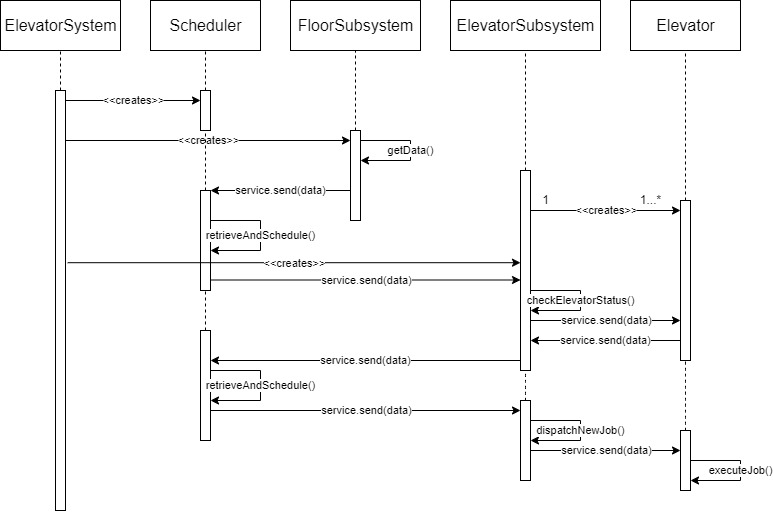 ElevatorSystem
Scheduler
FloorSubsystem
ElevatorSubsystem
Elevator
<<creates>>
<<creates>>
getData()
service.send(data)
1
1...*
<<creates>>
retrieveAndSchedule()
<<creates>>
service.send(data)
checkElevatorStatus()
service.send(data)
service.send(data)
service.send(data)
retrieveAndSchedule()
service.send(data)
dispatchNewJob()
service.send(data)
executeJob()